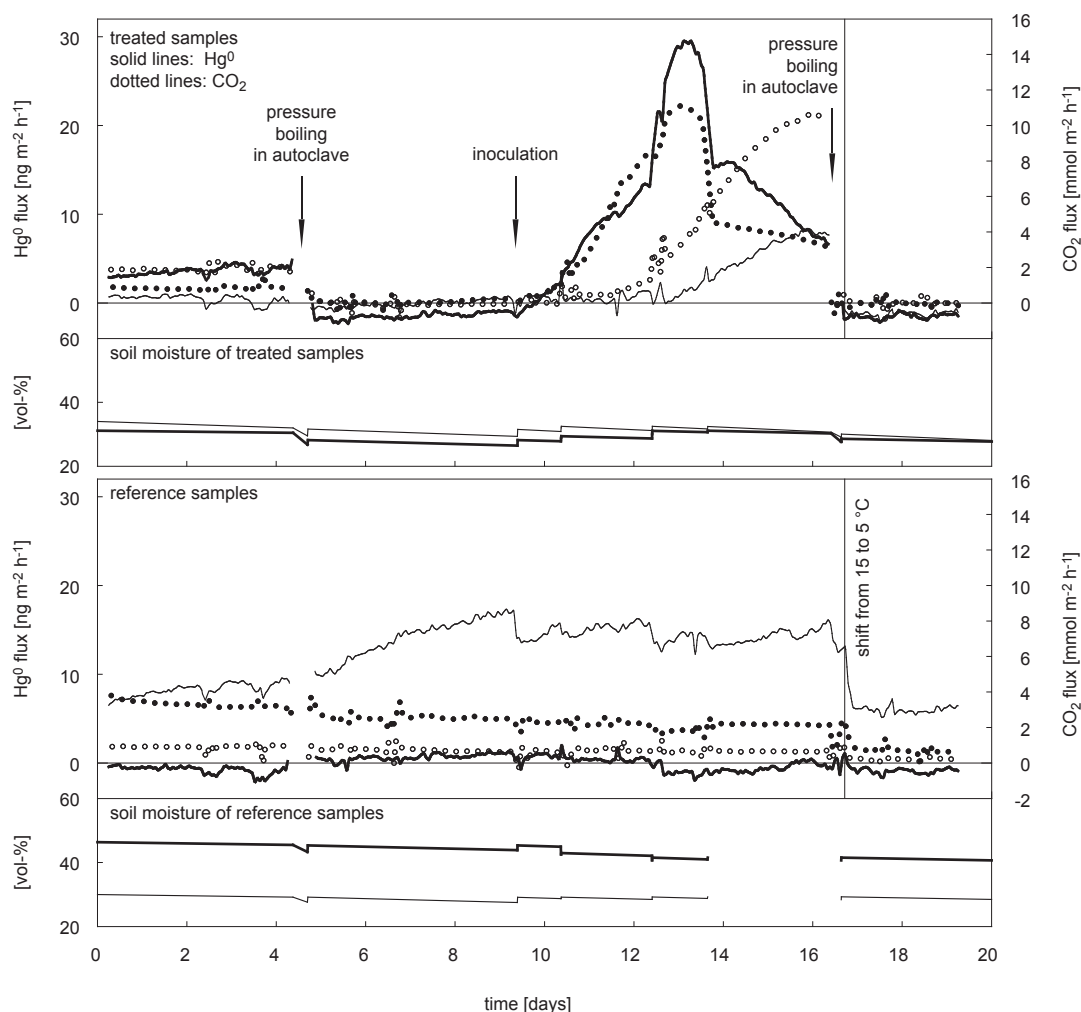 treated samples
solid lines: Hg⁰
dotted lines: CO₂
pressure
boiling
in autoclave
inoculation
pressure
boiling
in autoclave
30
20
10
0
Hg⁰ flux [ng m⁻² h⁻¹]
16
14
12
10
8
6
4
2
0
CO₂ flux [mmol m⁻² h⁻¹]
soil moisture of treated samples
60
40
20
[vol-%]
reference samples
30
20
10
0
Hg⁰ flux [ng m⁻² h⁻¹]
16
14
12
10
8
6
4
2
0
-2
CO₂ flux [mmol m⁻² h⁻¹]
shift from 15 to 5 °C
soil moisture of reference samples
60
40
20
[vol-%]
0 2 4 6 8 10 12 14 16 18 20
time [days]